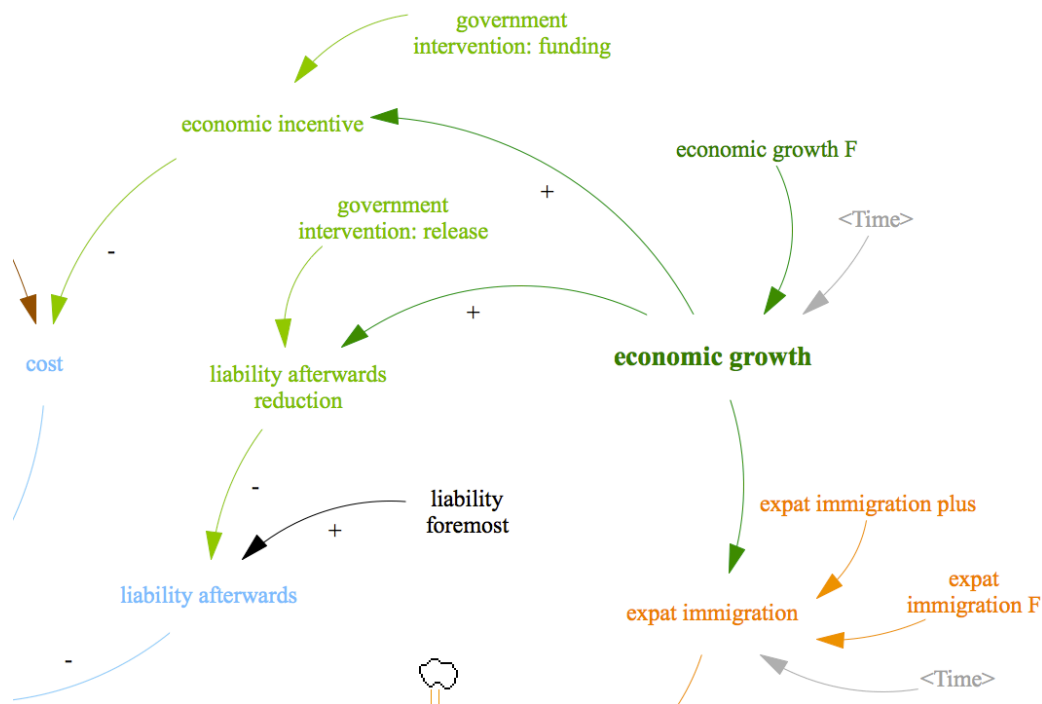 government
intervention: funding
economic incentive
+
economic growth F
government
intervention: release
<Time>
-
+
cost
economic growth
liability afterwards
reduction
-
liability
foremost
+
expat immigration plus
liability afterwards
expat
immigration F
expat immigration
-
<Time>